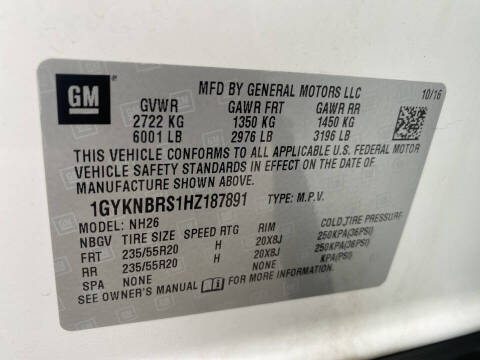 GM
MFD BY GENERAL MOTORS LLC 10/16
GVWR GAWR FRT GAWR RR
2722 KG 1350 KG 1450 KG
6001 LB 2976 LB 3196 LB
THIS VEHICLE CONFORMS TO ALL APPLICABLE U.S. FEDERAL MOTOR
VEHICLE SAFETY STANDARDS IN EFFECT ON THE DATE OF
MANUFACTURE SHOWN ABOVE.
1GYKNBRS1HZ187891 TYPE: M.P.V.
MODEL: NH26
NBGV TIRE SIZE SPEED RTG RIM COLD TIRE PRESSURE
FRT 235/55R20 H 20X8J 250KPA(36PSI)
RR 235/55R20 H 20X8J 250KPA(36PSI)
SPA NONE NONE KPA(PSI)
SEE OWNER'S MANUAL FOR MORE INFORMATION.